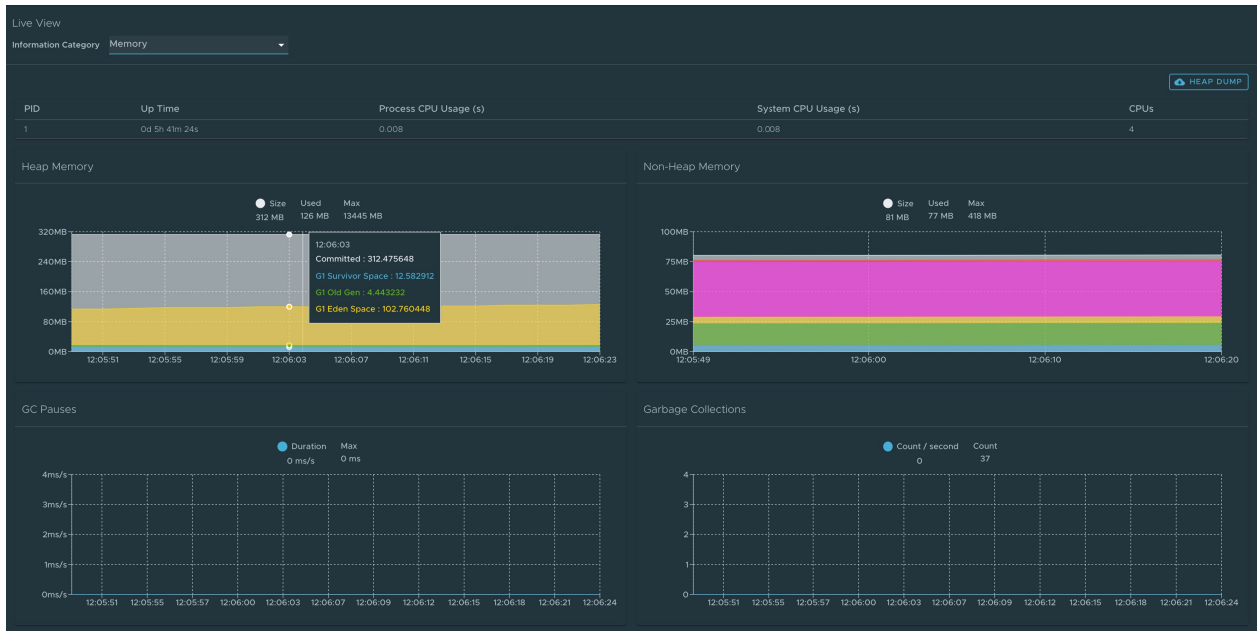 Live View
Information Category Memory
HEAP DUMP
PID Up Time Process CPU Usage (s) System CPU Usage (s) CPUs
1 0d 5h 41m 24s 0.008 0.008 4
Heap Memory
Size Used Max
312 MB 126 MB 13445 MB
320MB
240MB
160MB
80MB
0MB
12:06:03
Committed : 312.475648
G1 Survivor Space : 12.582912
G1 Old Gen : 4.443232
G1 Eden Space : 102.760448
12:05:51 12:05:55 12:05:59 12:06:03 12:06:07 12:06:11 12:06:15 12:06:19 12:06:23
Non-Heap Memory
Size Used Max
81 MB 77 MB 418 MB
100MB
75MB
50MB
25MB
0MB
12:05:49 12:06:00 12:06:10 12:06:20
GC Pauses
Duration Max
0 ms/s 0 ms
4ms/s
3ms/s
2ms/s
1ms/s
0ms/s
12:05:51 12:05:55 12:05:57 12:06:00 12:06:03 12:06:07 12:06:09 12:06:12 12:06:15 12:06:18 12:06:21 12:06:24
Garbage Collections
Count / second Count
0 37
4
3
2
1
0
12:05:51 12:05:55 12:05:57 12:06:00 12:06:03 12:06:07 12:06:09 12:06:12 12:06:15 12:06:18 12:06:21 12:06:24